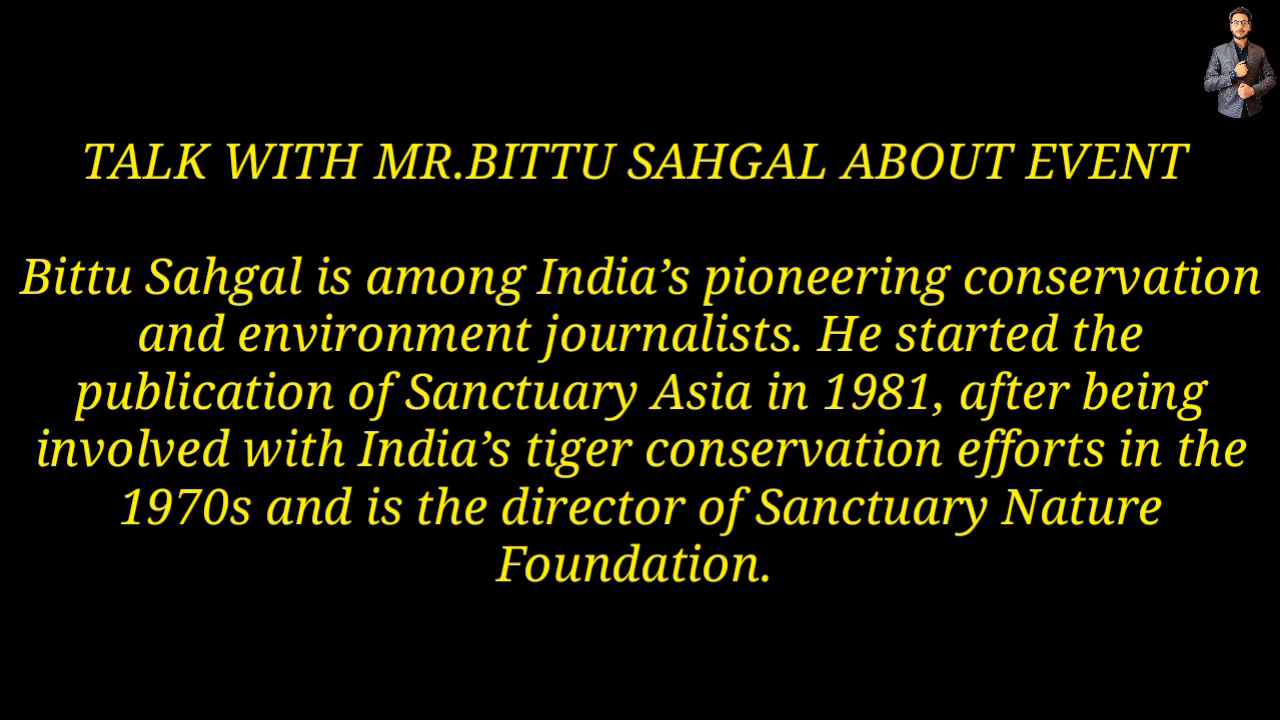 TALK WITH MR.BITTU SAHGAL ABOUT EVENT
Bittu Sahgal is among India’s pioneering conservation
and environment journalists. He started the
publication of Sanctuary Asia in 1981, after being
involved with India’s tiger conservation efforts in the
1970s and is the director of Sanctuary Nature
Foundation.